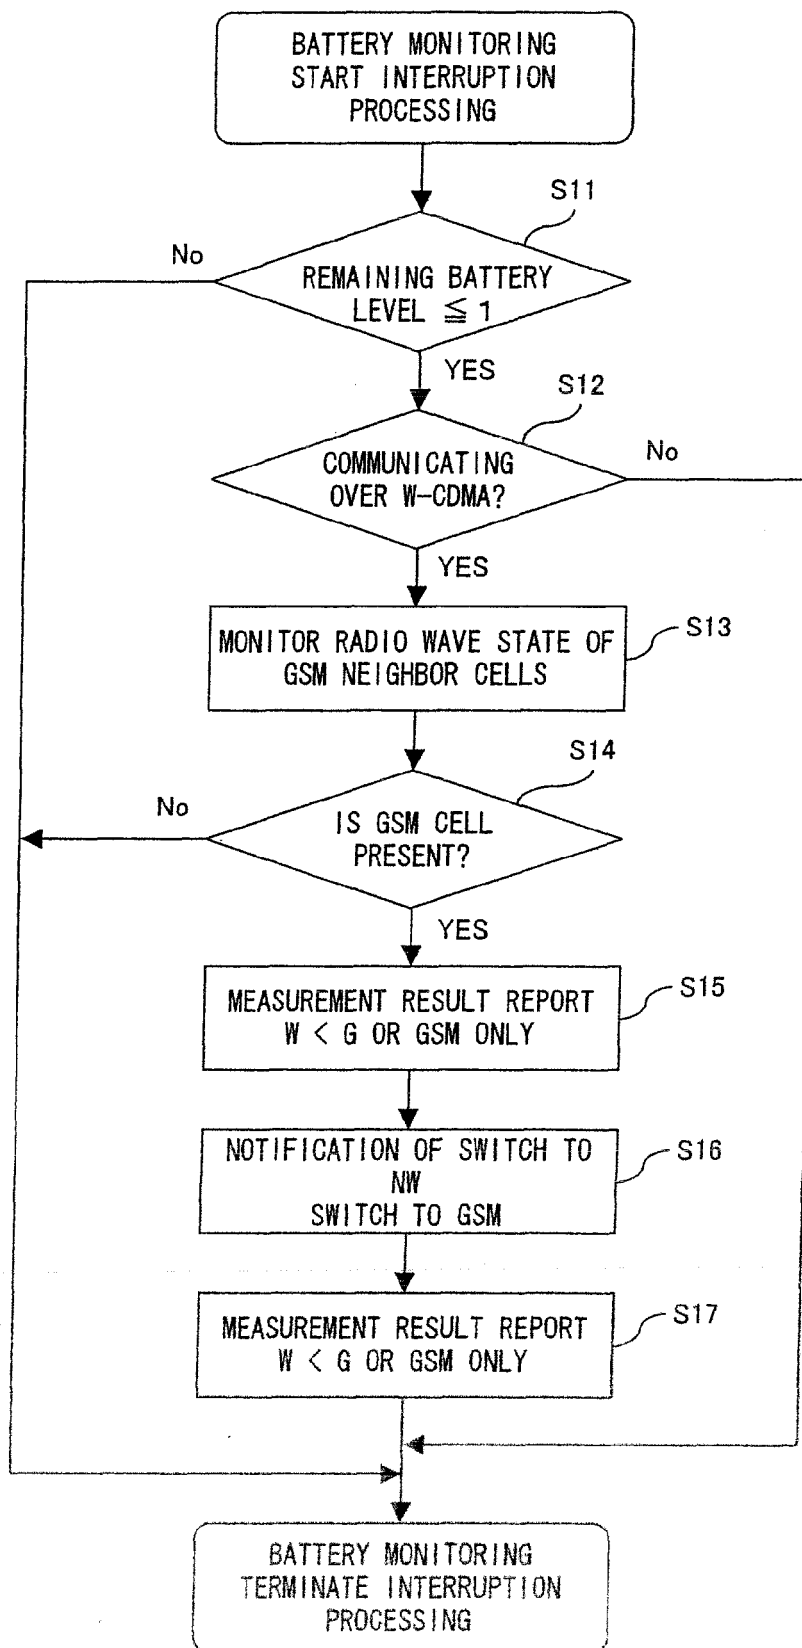 BATTERY MONITORING
START INTERRUPTION
PROCESSING
S11
No
REMAINING BATTERY
LEVEL ≦ 1
YES
S12
COMMUNICATING
OVER W-CDMA?
No
YES
S13
MONITOR RADIO WAVE STATE OF
GSM NEIGHBOR CELLS
S14
No
IS GSM CELL
PRESENT?
YES
S15
MEASUREMENT RESULT REPORT
W < G OR GSM ONLY
S16
NOTIFICATION OF SWITCH TO
NW
SWITCH TO GSM
S17
MEASUREMENT RESULT REPORT
W < G OR GSM ONLY
BATTERY MONITORING
TERMINATE INTERRUPTION
PROCESSING